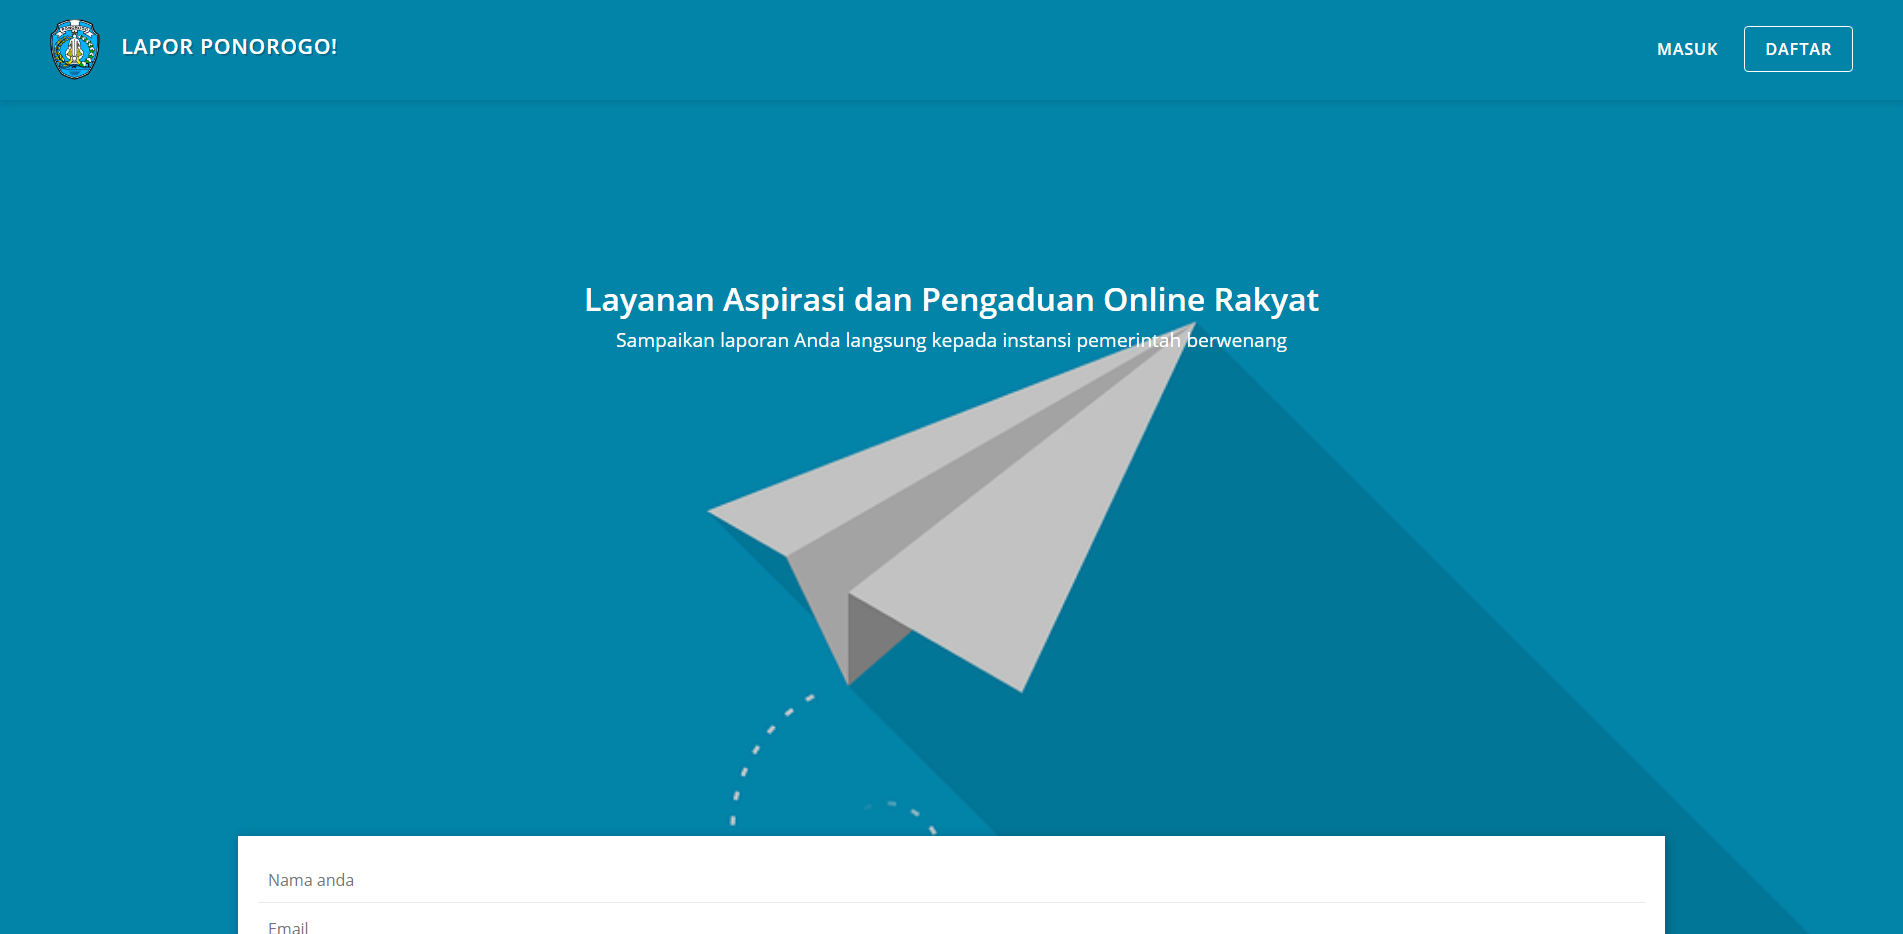 LAPOR PONOROGO!
MASUK
DAFTAR
Layanan Aspirasi dan Pengaduan Online Rakyat
Sampaikan laporan Anda langsung kepada instansi pemerintah berwenang
Nama anda
Email